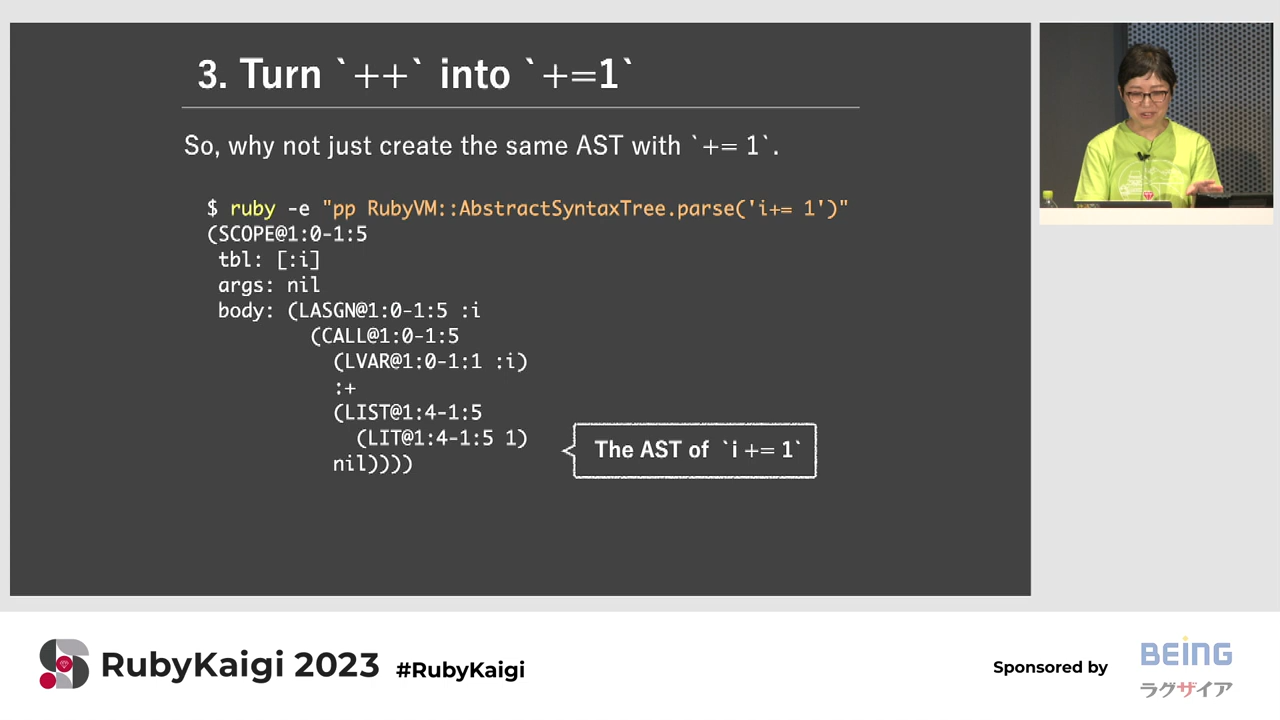 3. Turn `++` into `+=1`
So, why not just create the same AST with `+= 1`.
$ ruby -e "pp RubyVM::AbstractSyntaxTree.parse('i+= 1')"
(SCOPE@1:0-1:5
tbl: [:i]
args: nil
body: (LASGN@1:0-1:5 :i
(CALL@1:0-1:5
(LVAR@1:0-1:1 :i)
:+
(LIST@1:4-1:5
(LIT@1:4-1:5 1)
nil))))
The AST of `i += 1`
RubyKaigi 2023 #RubyKaigi
Sponsored by
BEING
ラグザイア